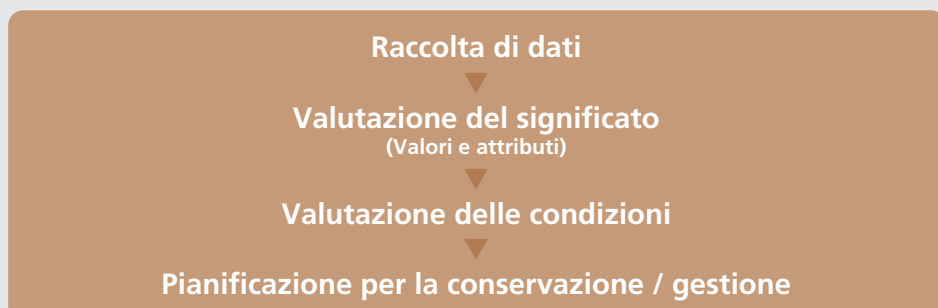 Raccolta di dati
Valutazione del significato
(Valori e attributi)
Valutazione delle condizioni
Pianificazione per la conservazione / gestione